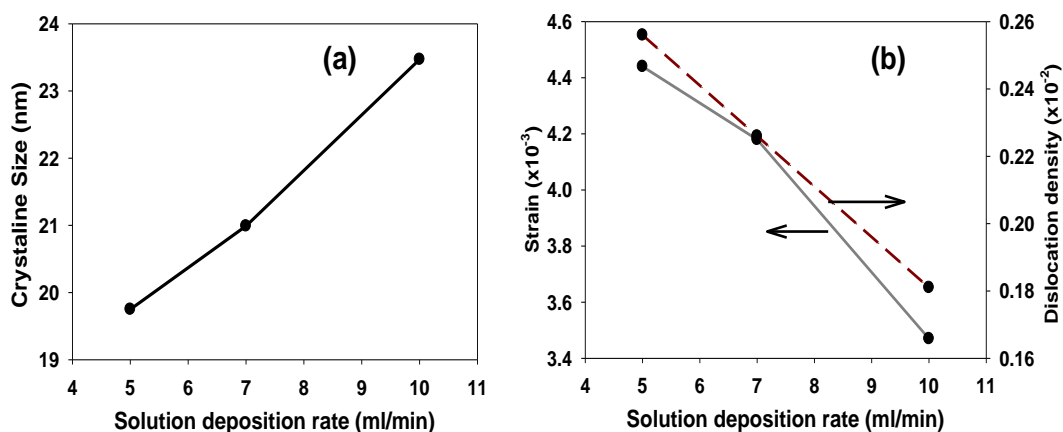 (a)
Crystaline Size (nm)
24
23
22
21
20
19
4 5 6 7 8 9 10 11
Solution deposition rate (ml/min)
(b)
Strain (x10⁻³)
4.6
4.4
4.2
4.0
3.8
3.6
3.4
4 5 6 7 8 9 10 11
Solution deposition rate (ml/min)
0.26
0.24
0.22
0.20
0.18
0.16
Dislocation density (x10⁻²)